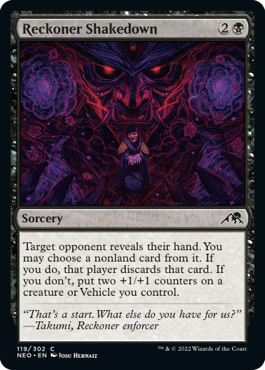 Reckoner Shakedown 2
Sorcery
Target opponent reveals their hand. You
may choose a nonland card from it. If
you do, that player discards that card. If
you don't, put two +1/+1 counters on a
creature or Vehicle you control.
"That's a start. What else do you have for us?"
—Takumi, Reckoner enforcer
119/302 C
NEO • EN Iosu Hernaiz
™ & © 2022 Wizards of the Coast